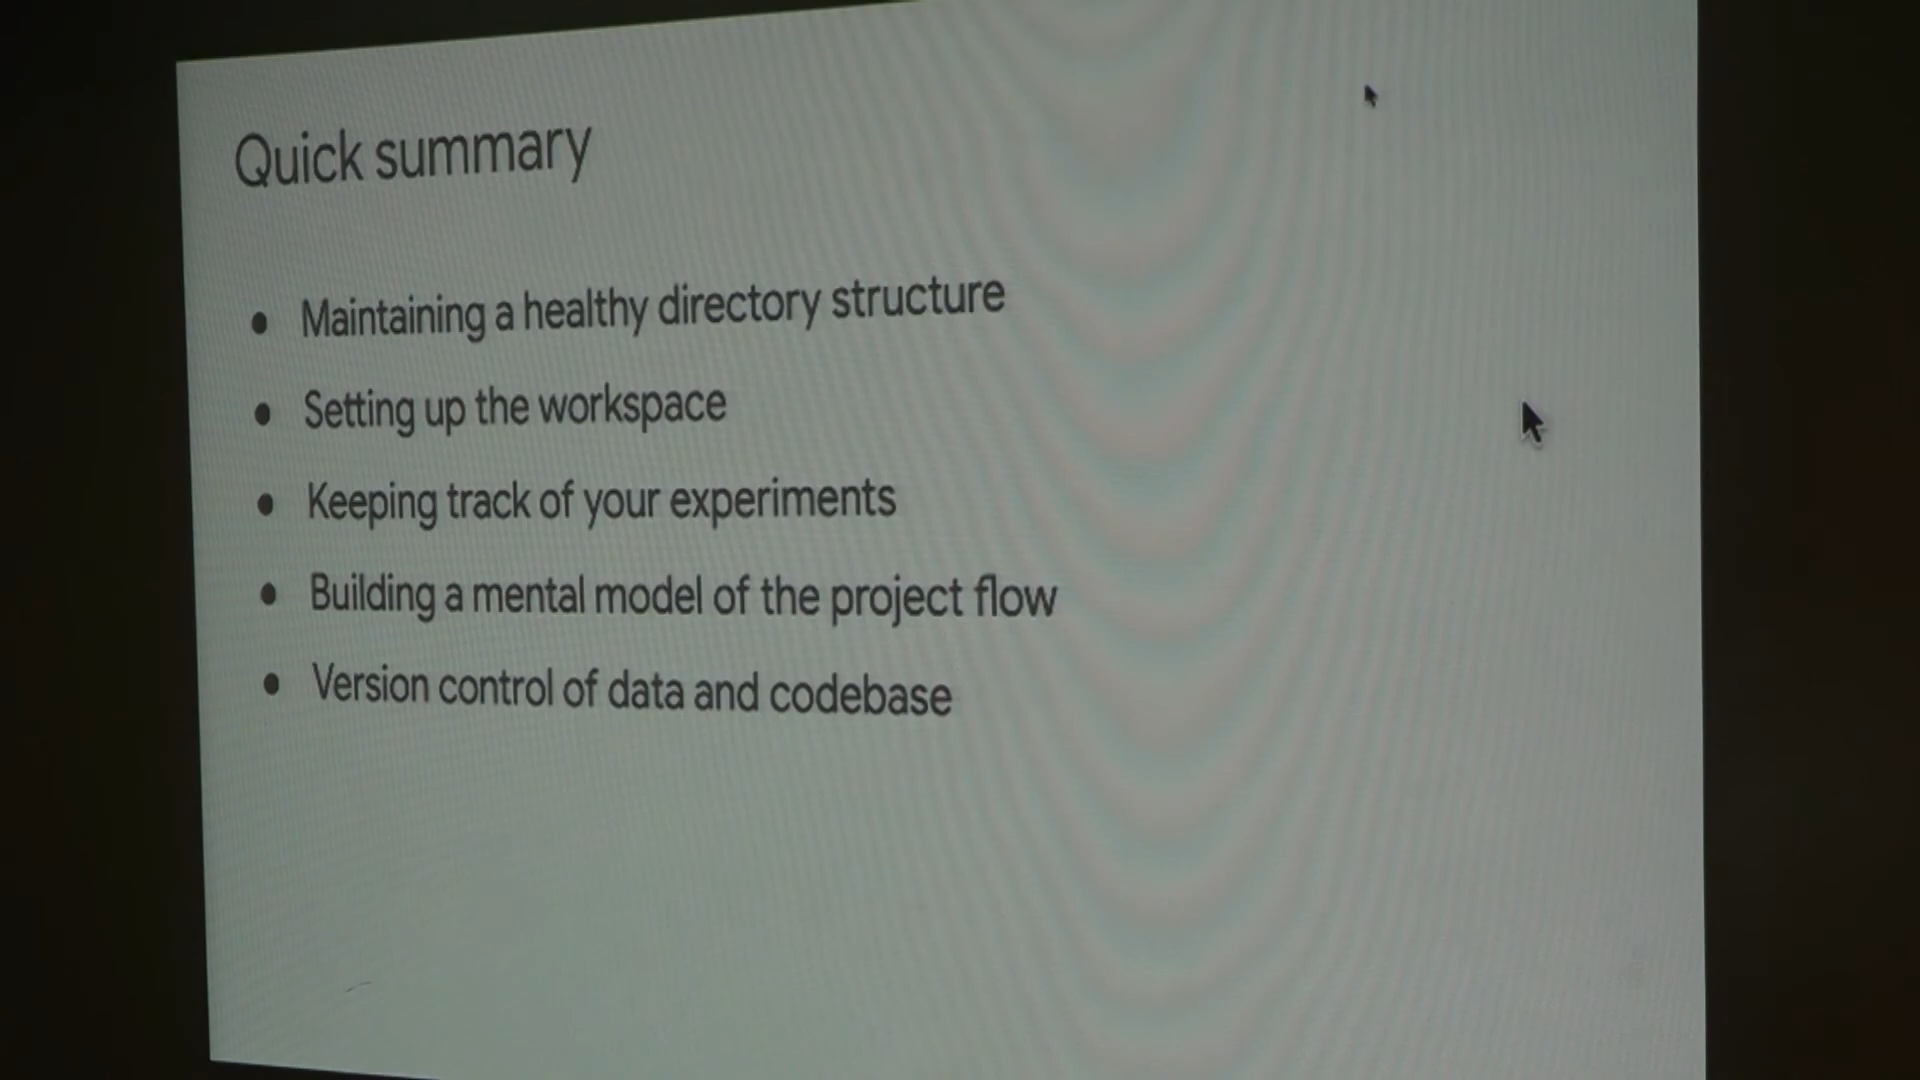 Quick summary
• Maintaining a healthy directory structure
• Setting up the workspace
• Keeping track of your experiments
• Building a mental model of the project flow
• Version control of data and codebase